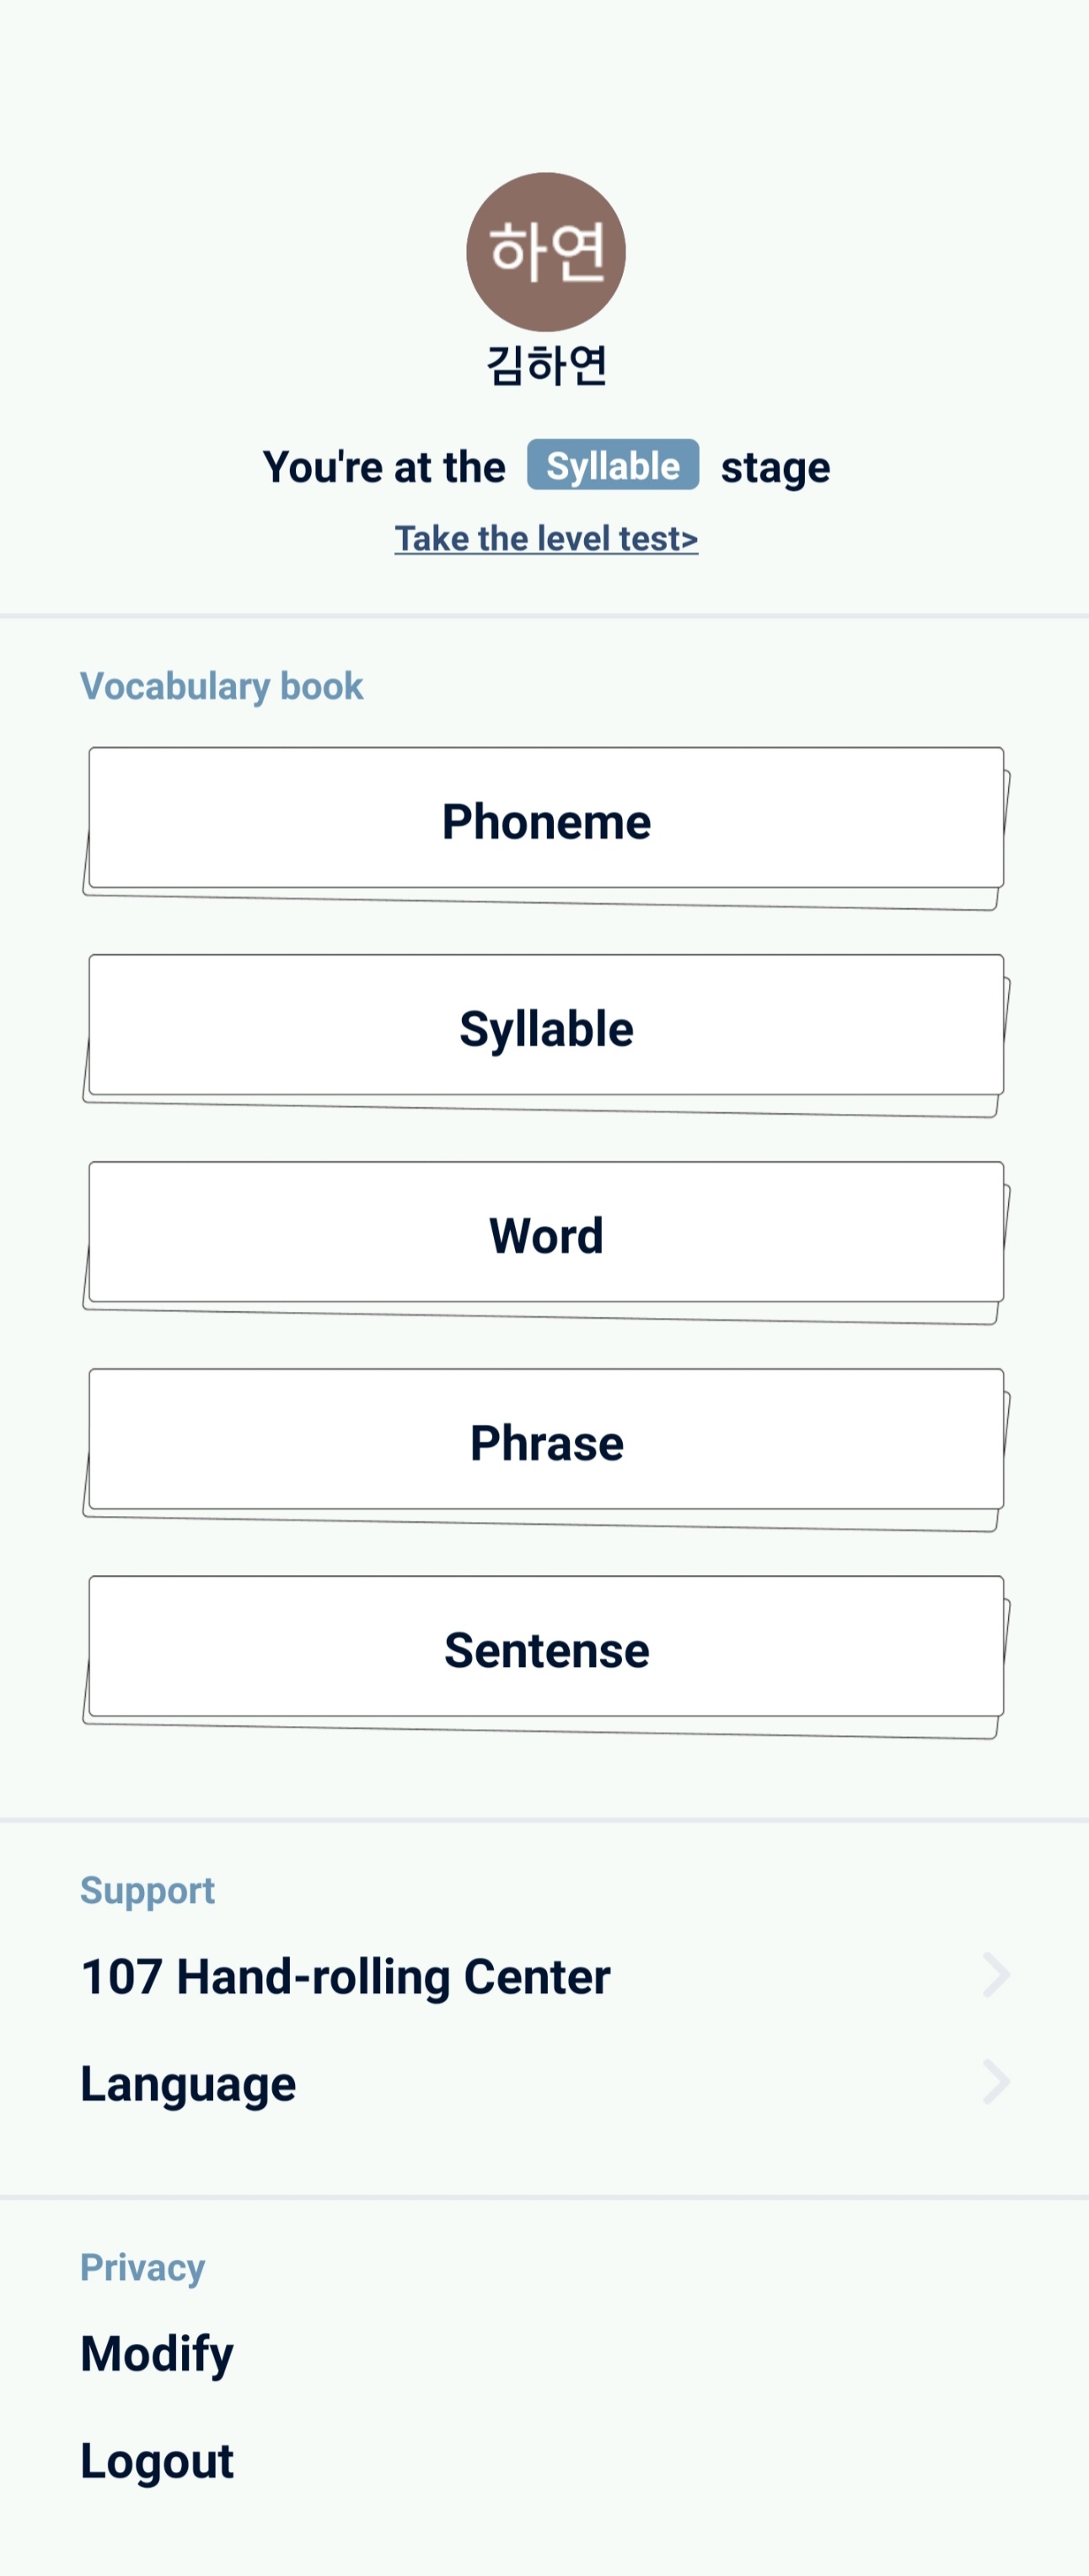 하연
김하연
You're at the Syllable stage
Take the level test>
Vocabulary book
Phoneme
Syllable
Word
Phrase
Sentense
Support
107 Hand-rolling Center
Language
Privacy
Modify
Logout